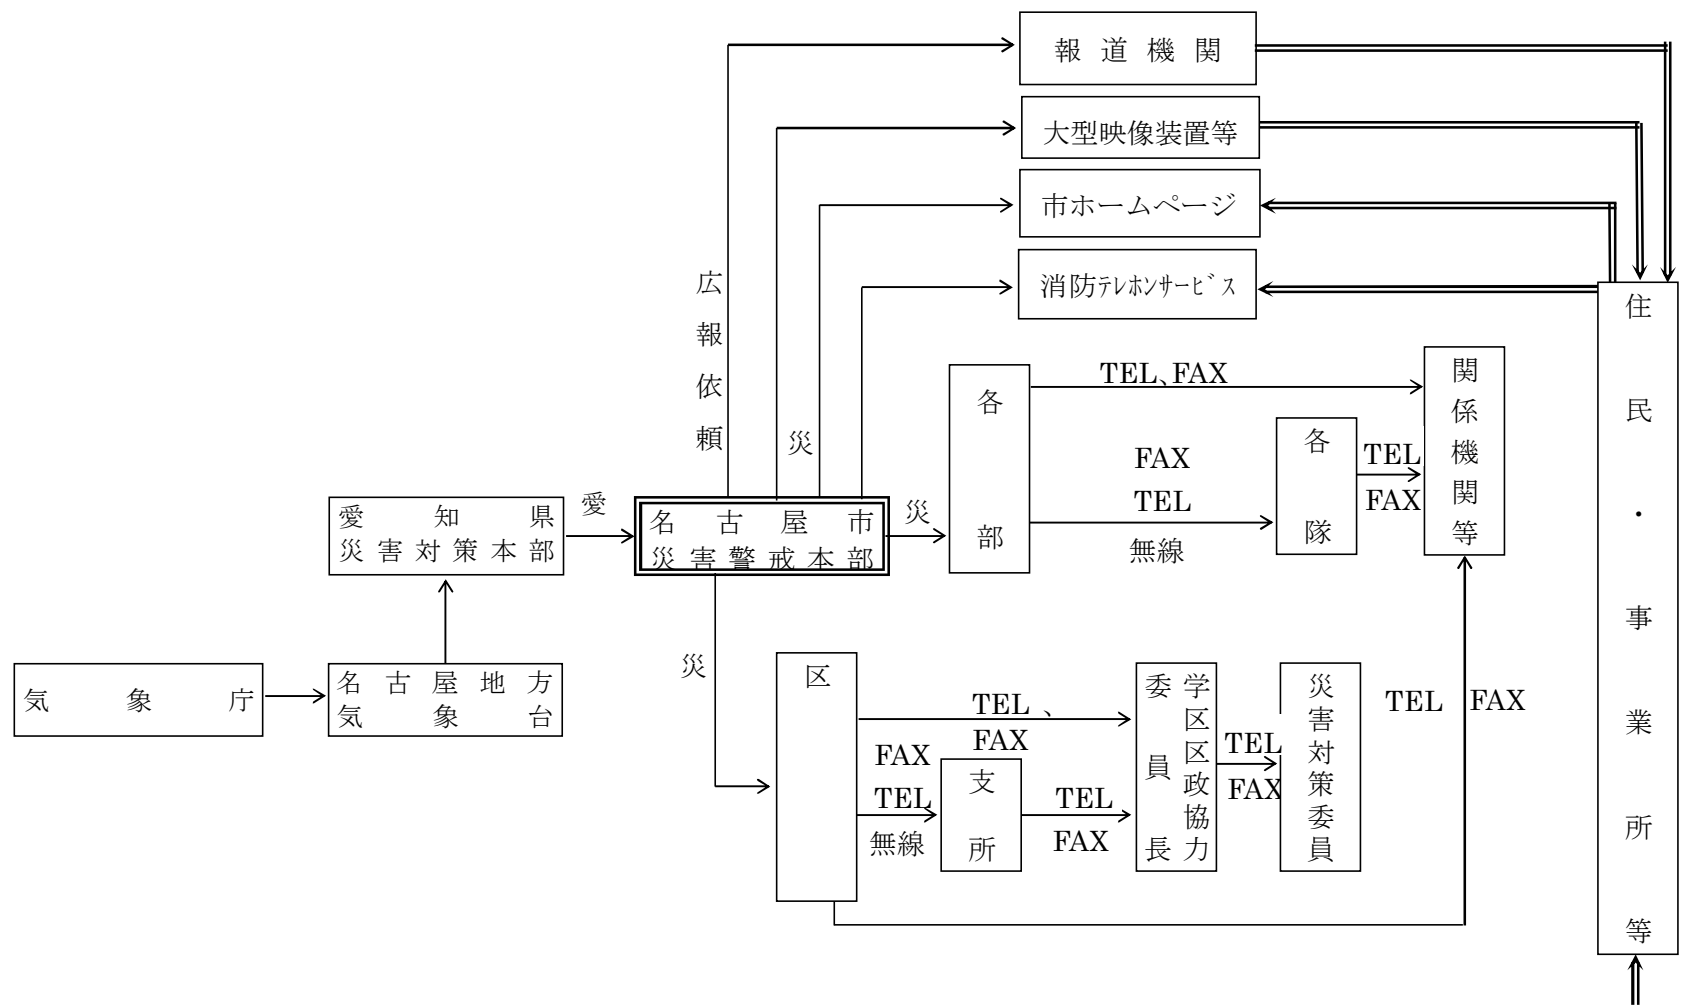 報道機関
大型映像装置等
市ホームページ
消防ﾃﾚﾎﾝｻｰﾋﾞｽ
広報依頼
災
愛
愛知県
災害対策本部
名古屋市
災害警戒本部
災
各部
TEL、FAX
FAX
TEL
無線
各隊
TEL
FAX
関係機関等
住民・事業所等
気象庁
名古屋地方
気象台
災
区
TEL、
FAX
FAX
TEL
無線
支所
TEL
FAX
学区区政協力
委員長
TEL
FAX
災害対策委員
TEL
FAX